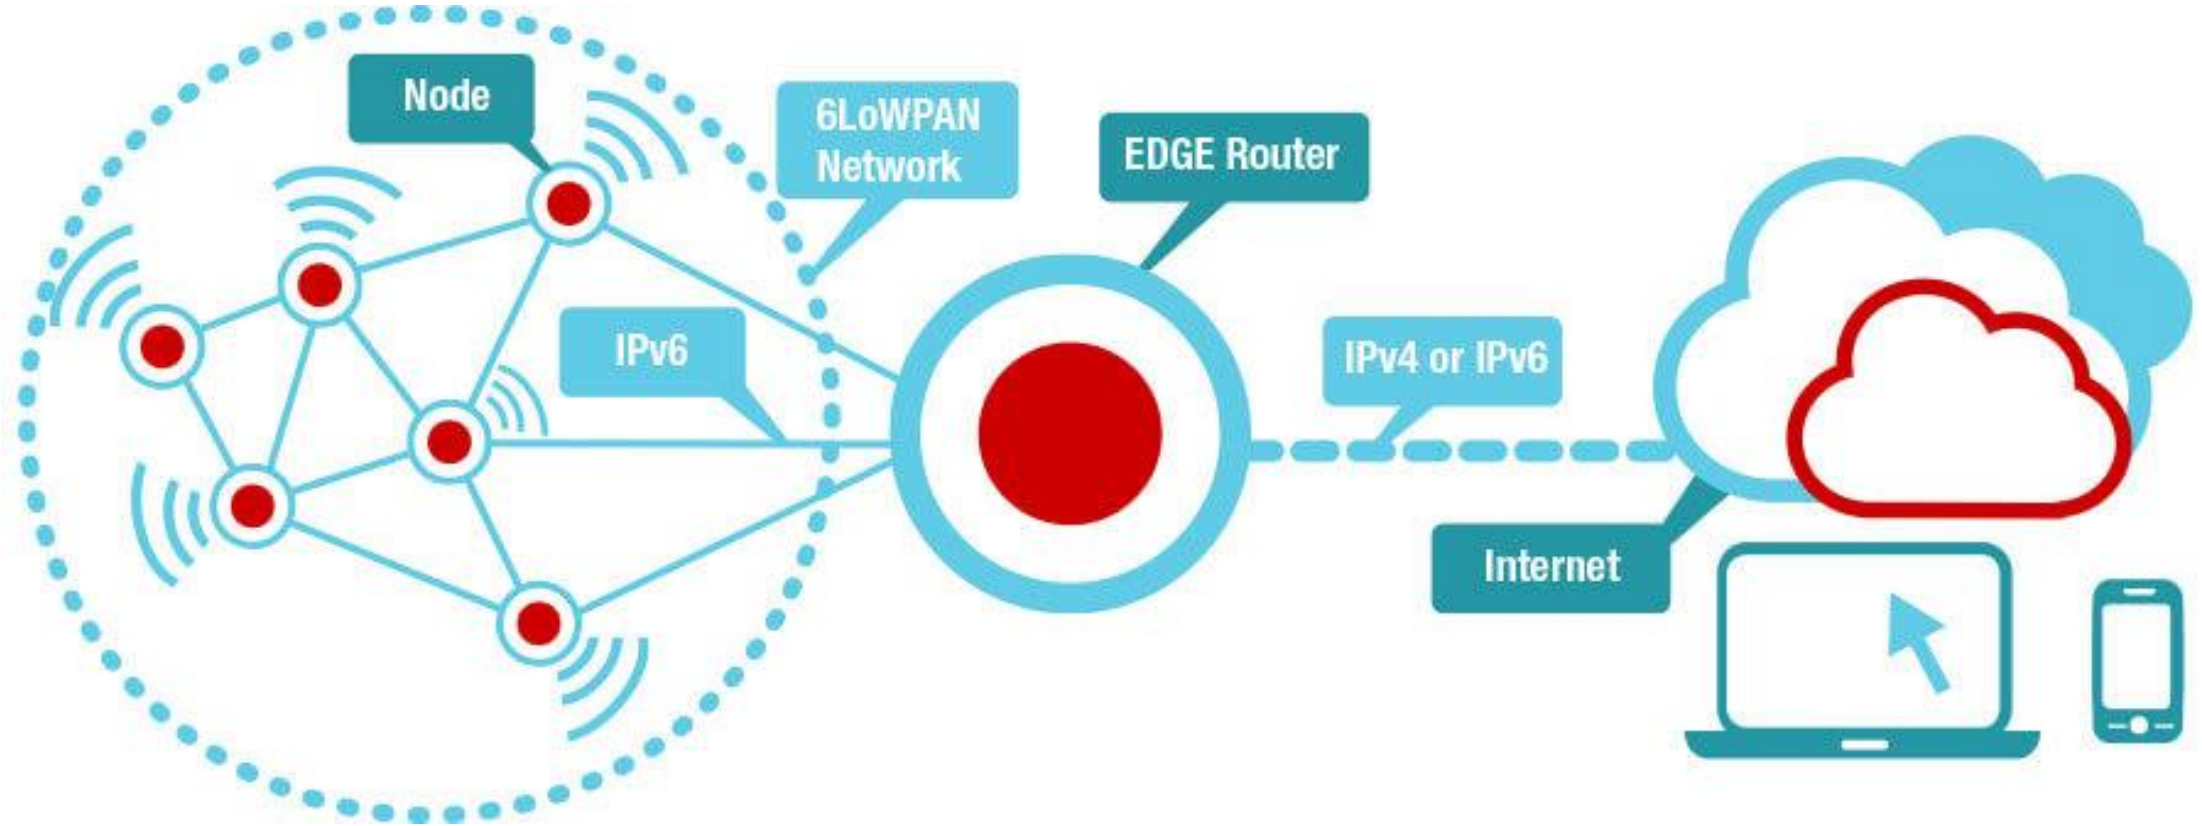 Node
6LoWPAN
Network
EDGE Router
IPv6
IPv4 or IPv6
Internet